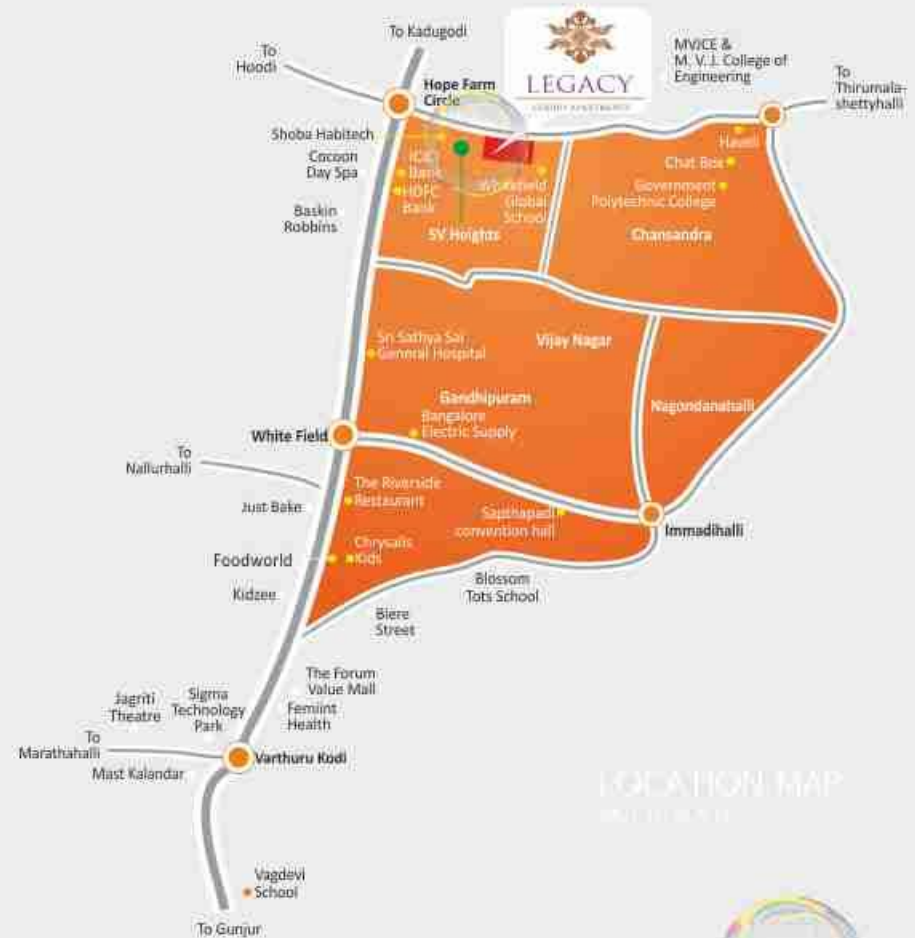 To Kadugodi
To
Hoodi
Hope Farm
Circle
LEGACY
LUXURY APARTMENTS
MVJCE &
M. V. J. College of
Engineering
To
Thirumala-
shettyhalli
Shoba Habitech
Cocoon
Day Spa
ICICI
Bank
HDFC
Bank
Baskin
Robbins
Whitefield
Global
School
SV Heights
Haveli
Chat Box
Government
Polytechnic College
Chansandra
Sri Sathya Sai
Gennral Hospital
Vijay Nagar
Gandhipuram
Bangalore
Electric Supply
Nagondanahalli
White Field
To
Nallurhalli
The Riverside
Restaurant
Just Bake
Sapthapadi
convention hall
Immadihalli
Chrysalis
Kids
Foodworld
Kidzee
Blossom
Tots School
Biere
Street
The Forum
Value Mall
Femiint
Health
Jagriti
Theatre
Sigma
Technology
Park
To
Marathahalli
Mast Kalandar
Varthuru Kodi
LOCATION MAP
Vagdevi
School
To Gunjur